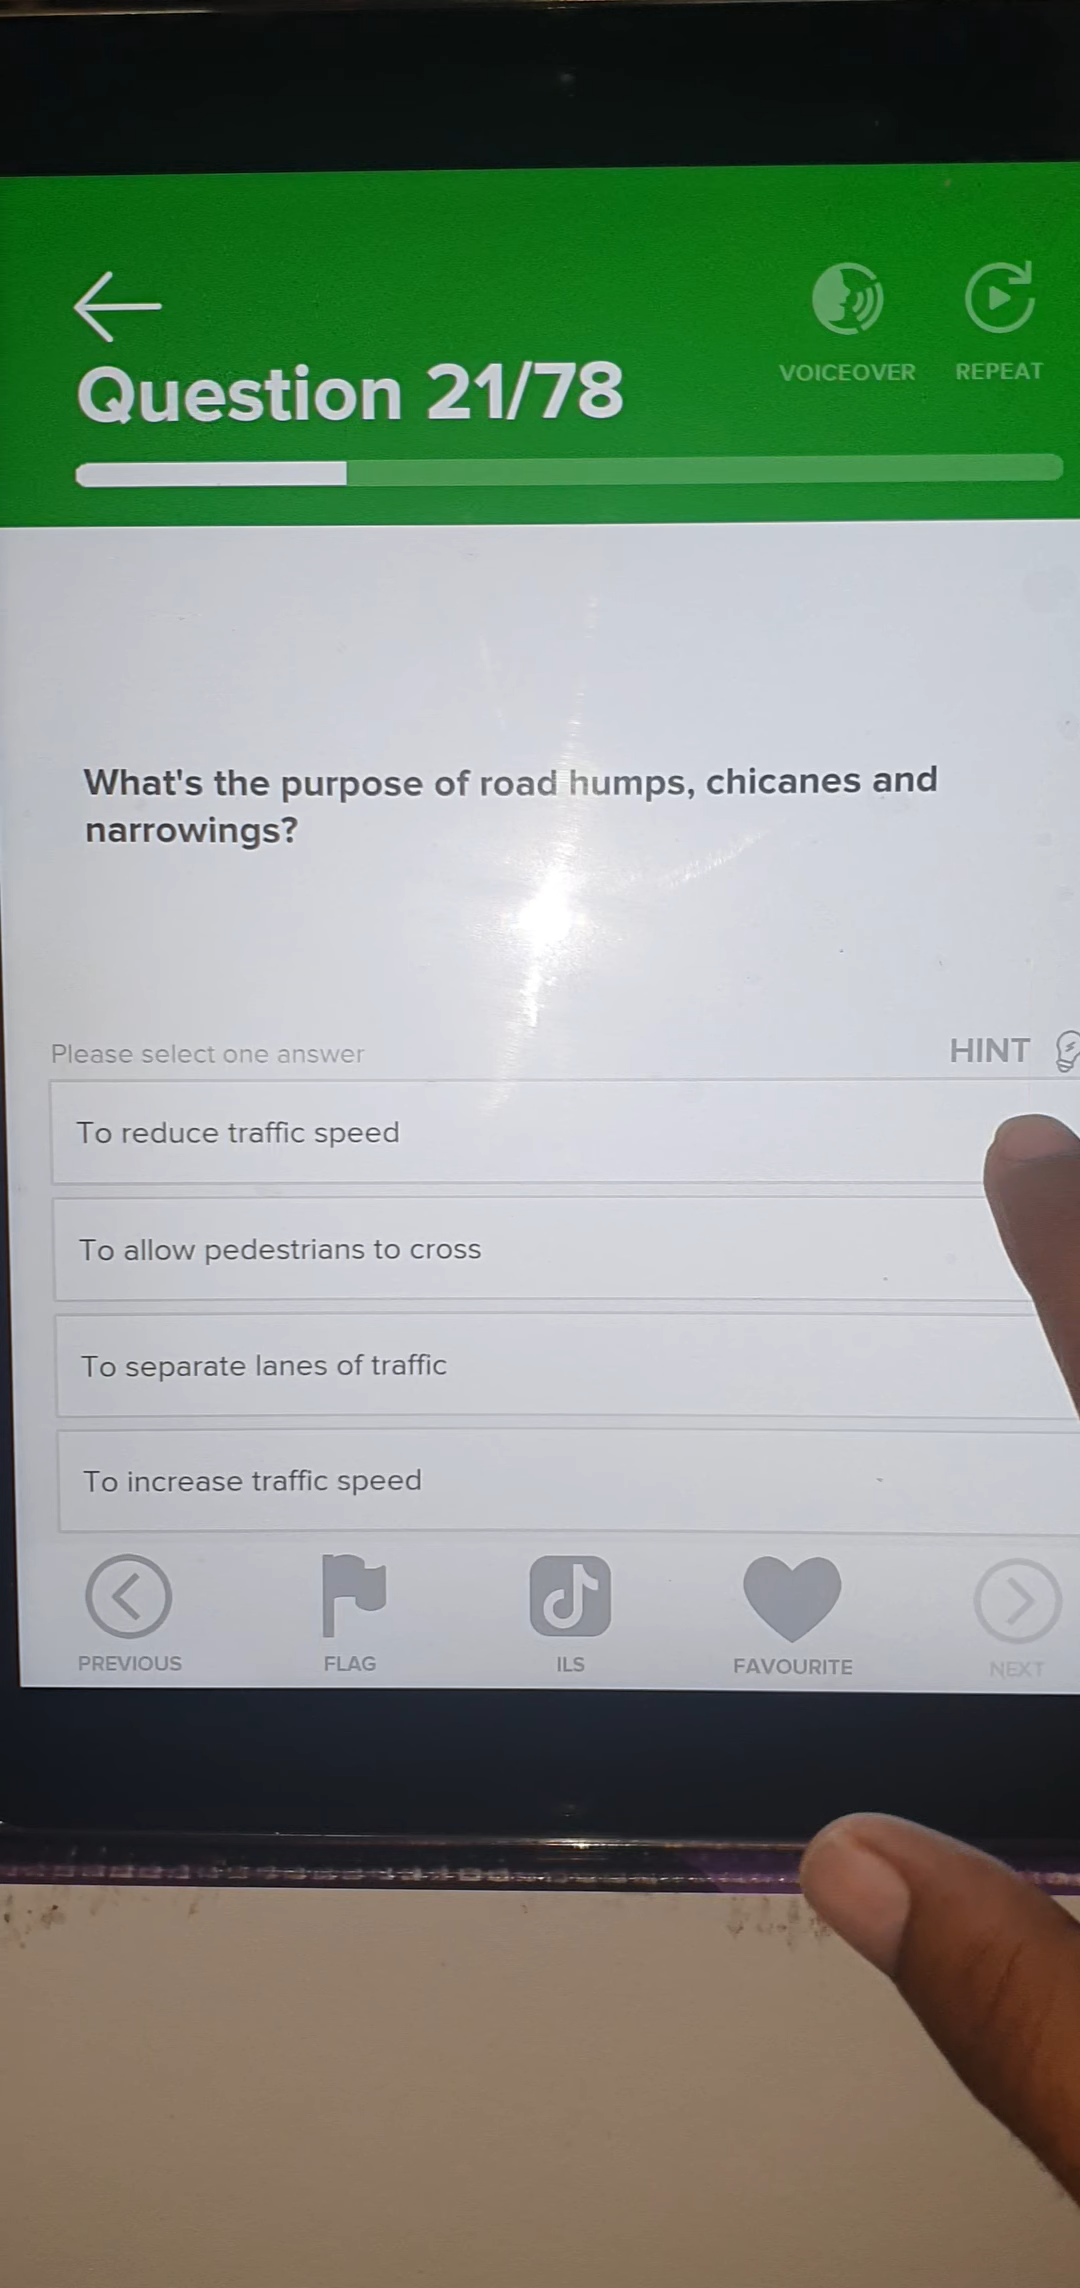 VOICEOVER
REPEAT
Question 21/78
What's the purpose of road humps, chicanes and
narrowings?
Please select one answer
HINT
To reduce traffic speed
To allow pedestrians to cross
To separate lanes of traffic
To increase traffic speed
PREVIOUS
FLAG
ILS
FAVOURITE
NEXT